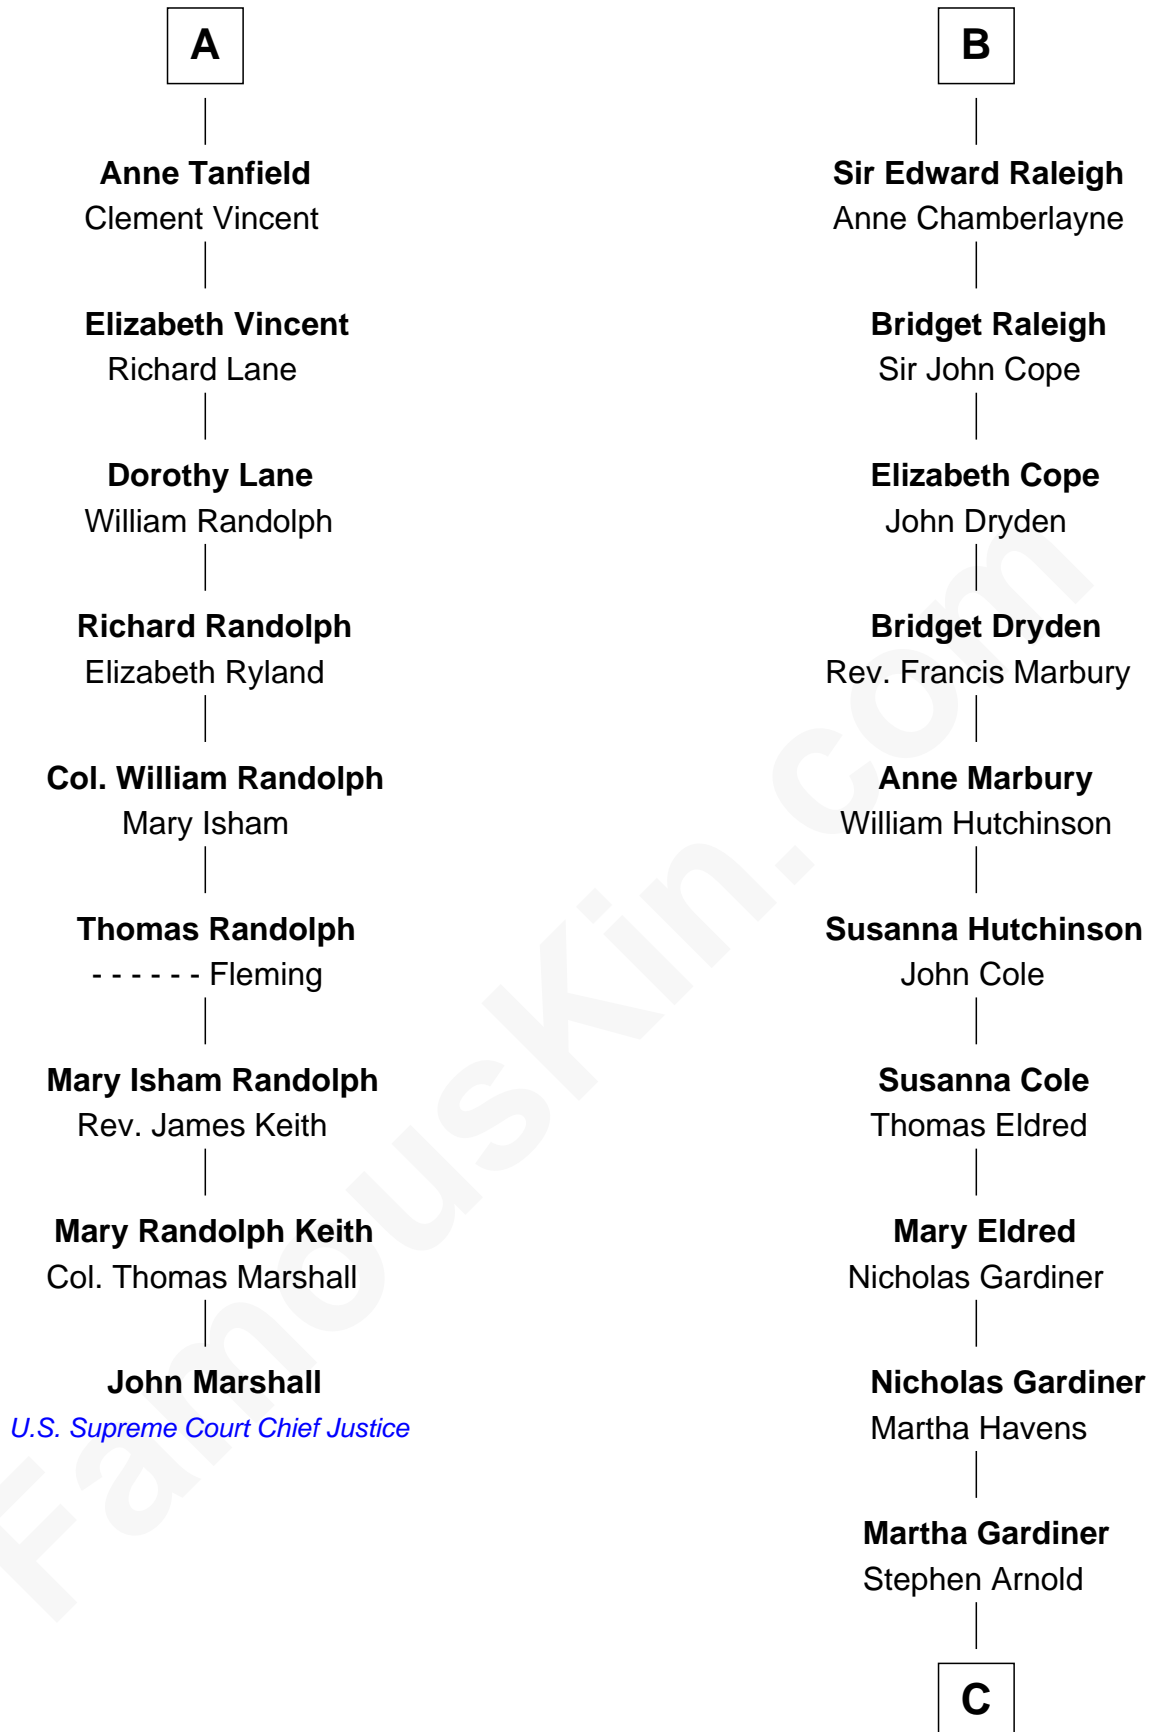 A
Anne Tanfield
Clement Vincent
Elizabeth Vincent
Richard Lane
Dorothy Lane
William Randolph
Richard Randolph
Elizabeth Ryland
Col. William Randolph
Mary Isham
Thomas Randolph
- - - - - - Fleming
Mary Isham Randolph
Rev. James Keith
Mary Randolph Keith
Col. Thomas Marshall
John Marshall
U.S. Supreme Court Chief Justice
B
Sir Edward Raleigh
Anne Chamberlayne
Bridget Raleigh
Sir John Cope
Elizabeth Cope
John Dryden
Bridget Dryden
Rev. Francis Marbury
Anne Marbury
William Hutchinson
Susanna Hutchinson
John Cole
Susanna Cole
Thomas Eldred
Mary Eldred
Nicholas Gardiner
Nicholas Gardiner
Martha Havens
Martha Gardiner
Stephen Arnold
C
FamousKin.com